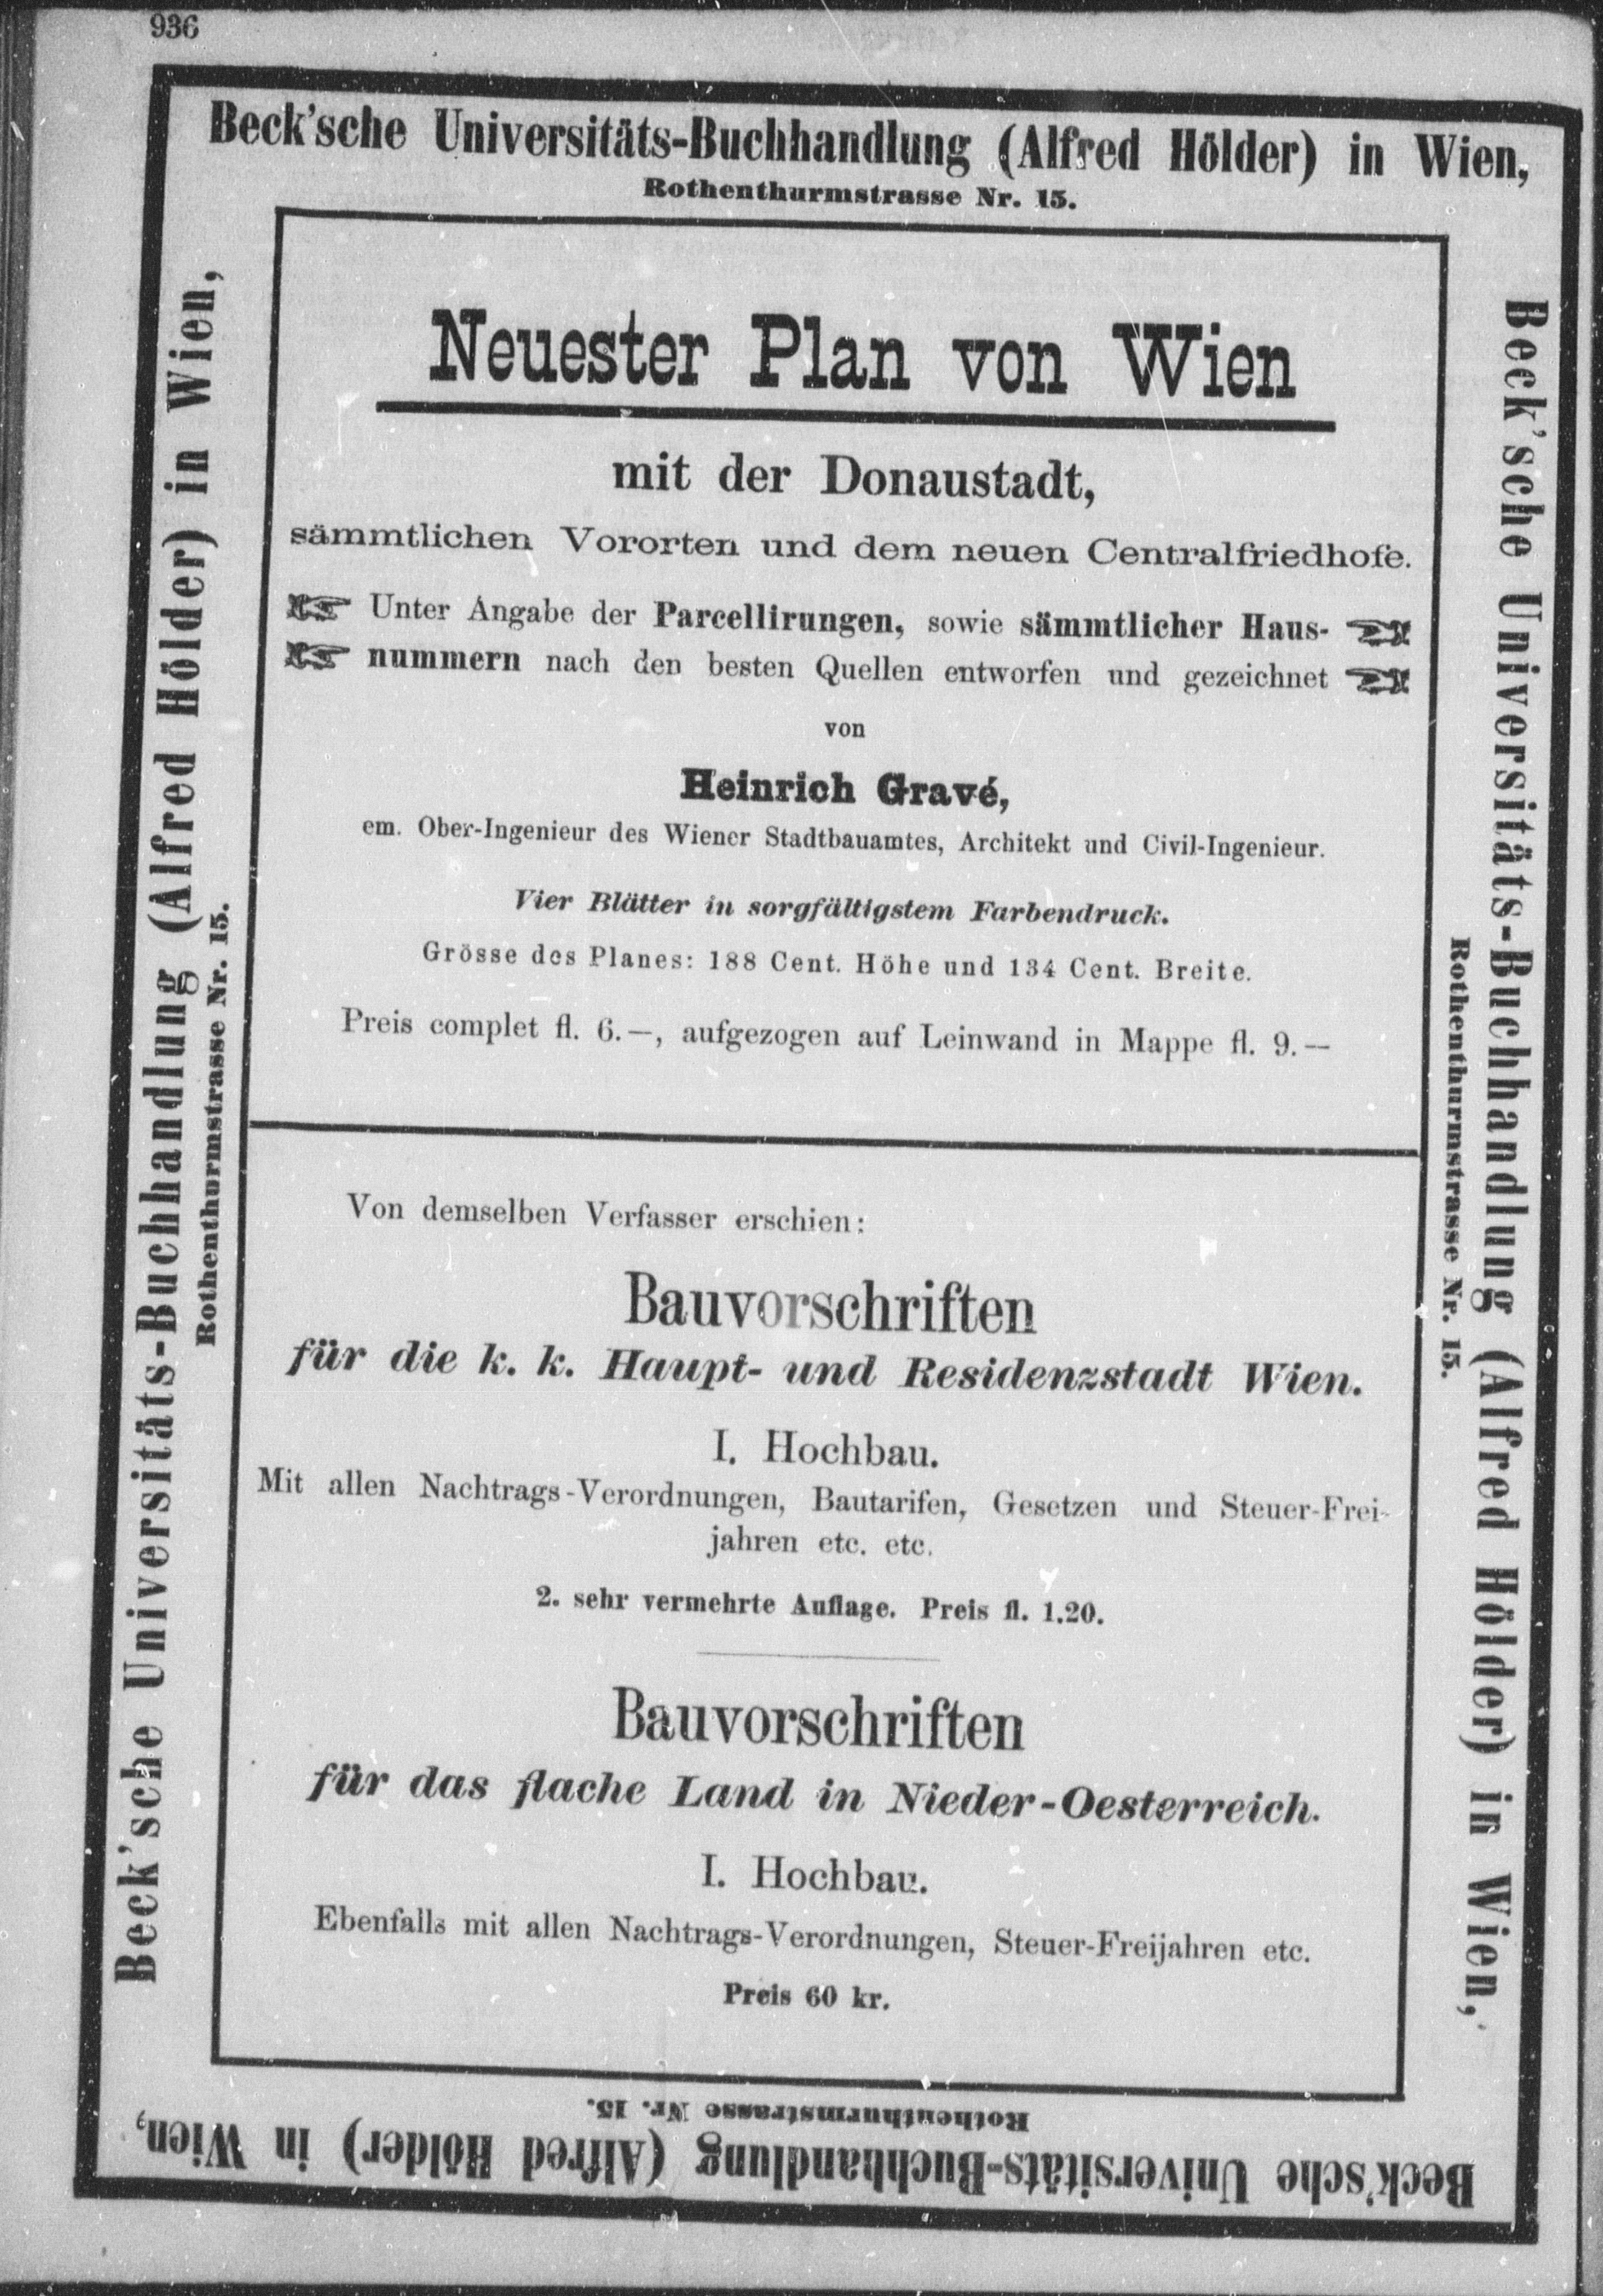 936
Beck'sche Universitäts-Buchhandlung (Alfred Hölder) in Wien,
Rothenthurmstrasse Nr. 15.
Neuester Plan von Wien
mit der Donaustadt,
sämmtlichen Vororten und dem neuen Centralfriedhofe.
Unter Angabe der Parcellirungen, sowie sämmtlicher Haus-
nummern nach den besten Quellen entworfen und gezeichnet
von
Heinrich Gravé,
em. Ober-Ingenieur des Wiener Stadtbauamtes, Architekt und Civil-Ingenieur.
Vier Blätter in sorgfältigstem Farbendruck.
Grösse des Planes: 188 Cent. Höhe und 134 Cent. Breite.
Preis complet fl. 6.—, aufgezogen auf Leinwand in Mappe fl. 9.—
Von demselben Verfasser erschien:
Bauvorschriften
für die k. k. Haupt- und Residenzstadt Wien.
I. Hochbau.
Mit allen Nachtrags-Verordnungen, Bautarifen, Gesetzen und Steuer-Frei-
jahren etc. etc.
2. sehr vermehrte Auflage. Preis fl. 1.20.
Bauvorschriften
für das flache Land in Nieder-Oesterreich.
I. Hochbau.
Ebenfalls mit allen Nachtrags-Verordnungen, Steuer-Freijahren etc.
Preis 60 kr.
Beck'sche Universitäts-Buchhandlung (Alfred Hölder) in Wien,
Rothenthurmstrasse Nr. 15.
Beck'sche Universitäts-Buchhandlung (Alfred Hölder) in Wien,
Rothenthurmstrasse Nr. 15.
Beck'sche Universitäts-Buchhandlung (Alfred Hölder) in Wien,
Rothenthurmstrasse Nr. 15.